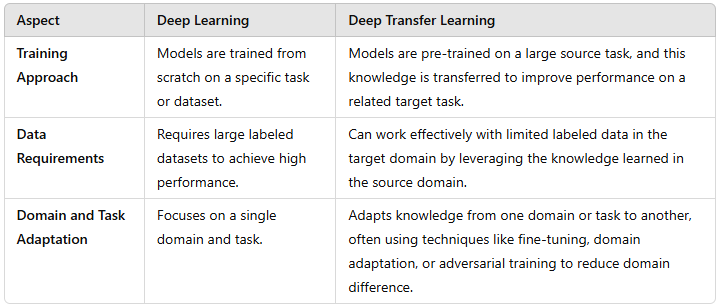 Aspect Deep Learning Deep Transfer Learning
Training Approach
Models are trained from
scratch on a specific task
or dataset.
Models are pre-trained on a large source task, and this
knowledge is transferred to improve performance on a
related target task.
Data
Requirements
Requires large labeled
datasets to achieve high
performance.
Can work effectively with limited labeled data in the
target domain by leveraging the knowledge learned in
the source domain.
Domain and Task
Adaptation
Focuses on a single
domain and task.
Adapts knowledge from one domain or task to another,
often using techniques like fine-tuning, domain
adaptation, or adversarial training to reduce domain
difference.